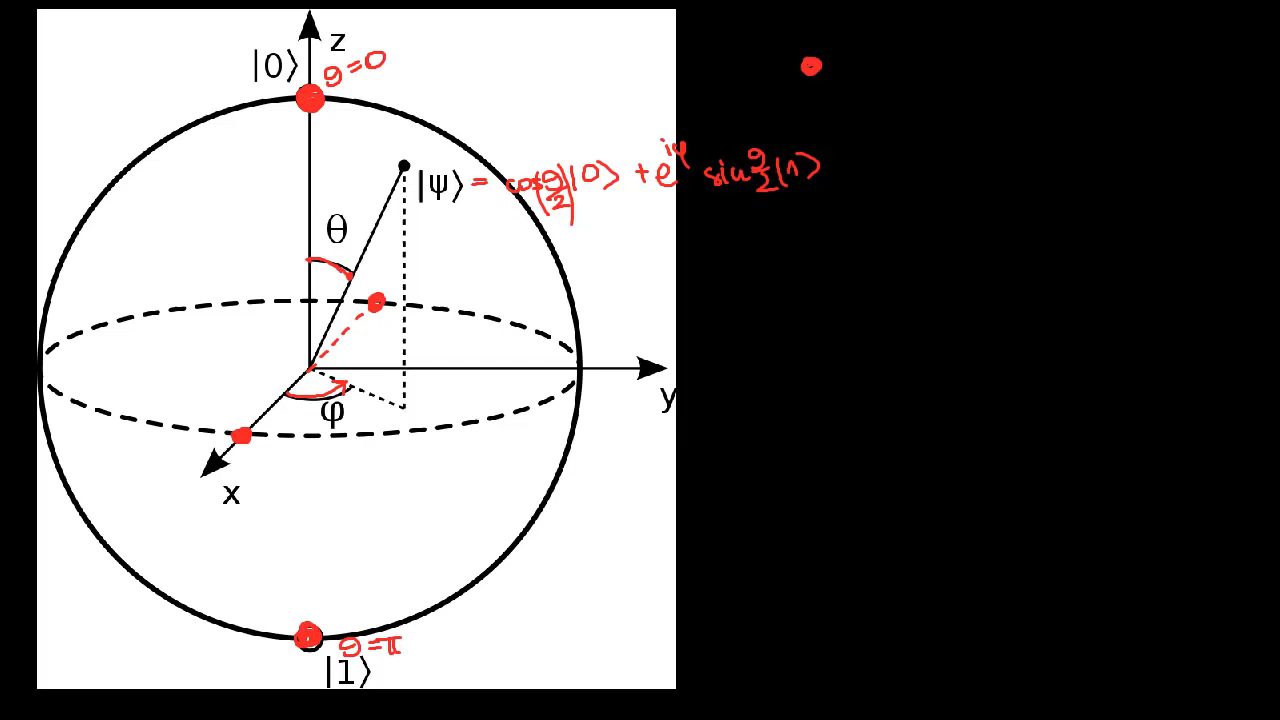 z
|0⟩ ϑ=0
|ψ⟩ = cos(ϑ/2)|0⟩ + e^{iφ} sin ϑ/2 |1⟩
θ
y
φ
x
ϑ=π
|1⟩